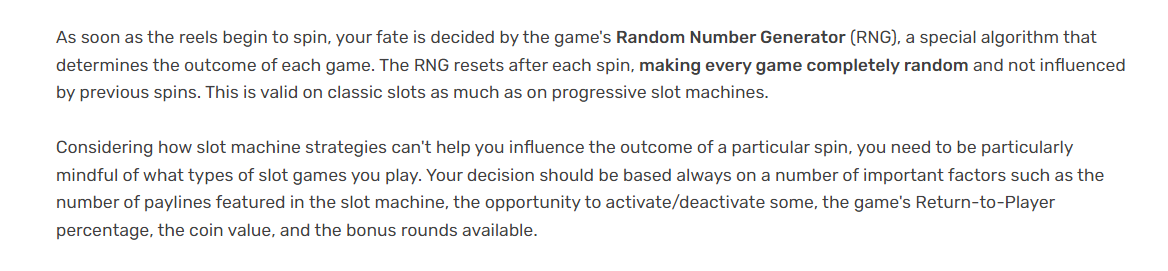 As soon as the reels begin to spin, your fate is decided by the game's Random Number Generator (RNG), a special algorithm that
determines the outcome of each game. The RNG resets after each spin, making every game completely random and not influenced
by previous spins. This is valid on classic slots as much as on progressive slot machines.
Considering how slot machine strategies can't help you influence the outcome of a particular spin, you need to be particularly
mindful of what types of slot games you play. Your decision should be based always on a number of important factors such as the
number of paylines featured in the slot machine, the opportunity to activate/deactivate some, the game's Return-to-Player
percentage, the coin value, and the bonus rounds available.